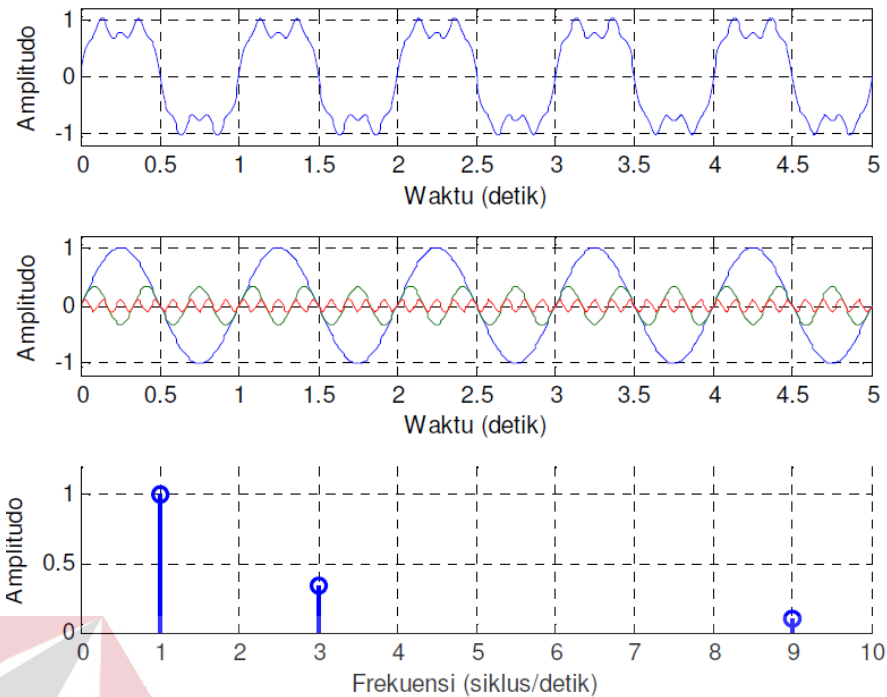 Amplitudo
1
0
-1
0 0.5 1 1.5 2 2.5 3 3.5 4 4.5 5
Waktu (detik)
Amplitudo
1
0
-1
0 0.5 1 1.5 2 2.5 3 3.5 4 4.5 5
Waktu (detik)
Amplitudo
1
0.5
0
0 1 2 3 4 5 6 7 8 9 10
Frekuensi (siklus/detik)